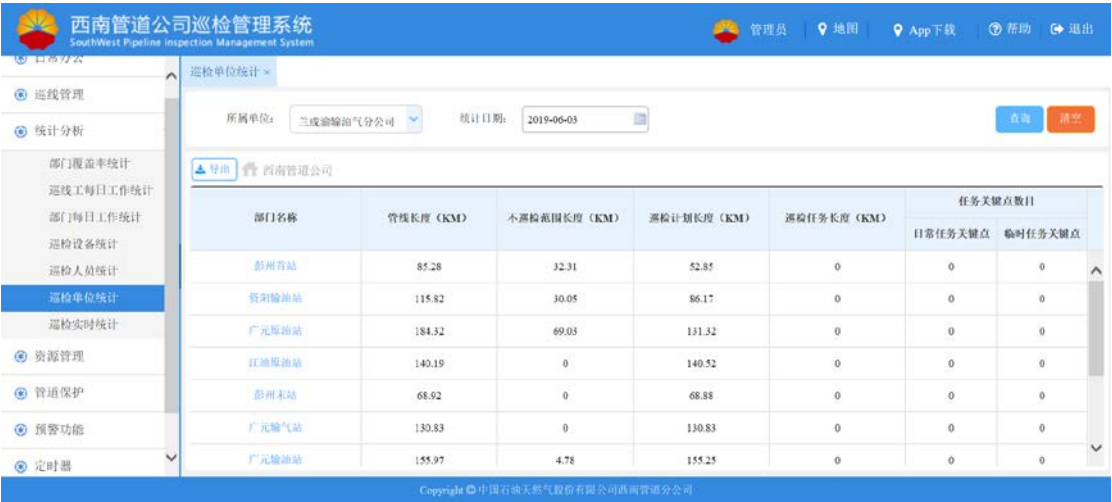 西南管道公司巡检管理系统
SouthWest Pipeline Inspection Management System
管理员 地图 App下载 帮助 退出
日常办公
巡检单位统计 ×
巡线管理
所属单位: 兰成渝输油气分公司 统计日期: 2019-06-03 查询 清空
统计分析
部门覆盖率统计
导出 西南管道公司
巡线工每日工作统计
部门每日工作统计
巡检设备统计
巡检人员统计
巡检单位统计
巡检实时统计
资源管理
管道保护
预警功能
定时器
部门名称 管线长度(KM) 不巡检范围长度(KM) 巡检计划长度(KM) 巡检任务长度(KM) 任务关键点数目
日常任务关键点 临时任务关键点
彭州首站 85.28 32.31 52.85 0 0 0
资阳输油站 115.82 30.05 86.17 0 0 0
广元原油站 184.32 69.03 131.32 0 0 0
江油原油站 140.19 0 140.52 0 0 0
彭州末站 68.92 0 68.88 0 0 0
广元输气站 130.83 0 130.83 0 0 0
广元输油站 155.97 4.78 155.25 0 0 0
Copyright © 中国石油天然气股份有限公司西南管道分公司